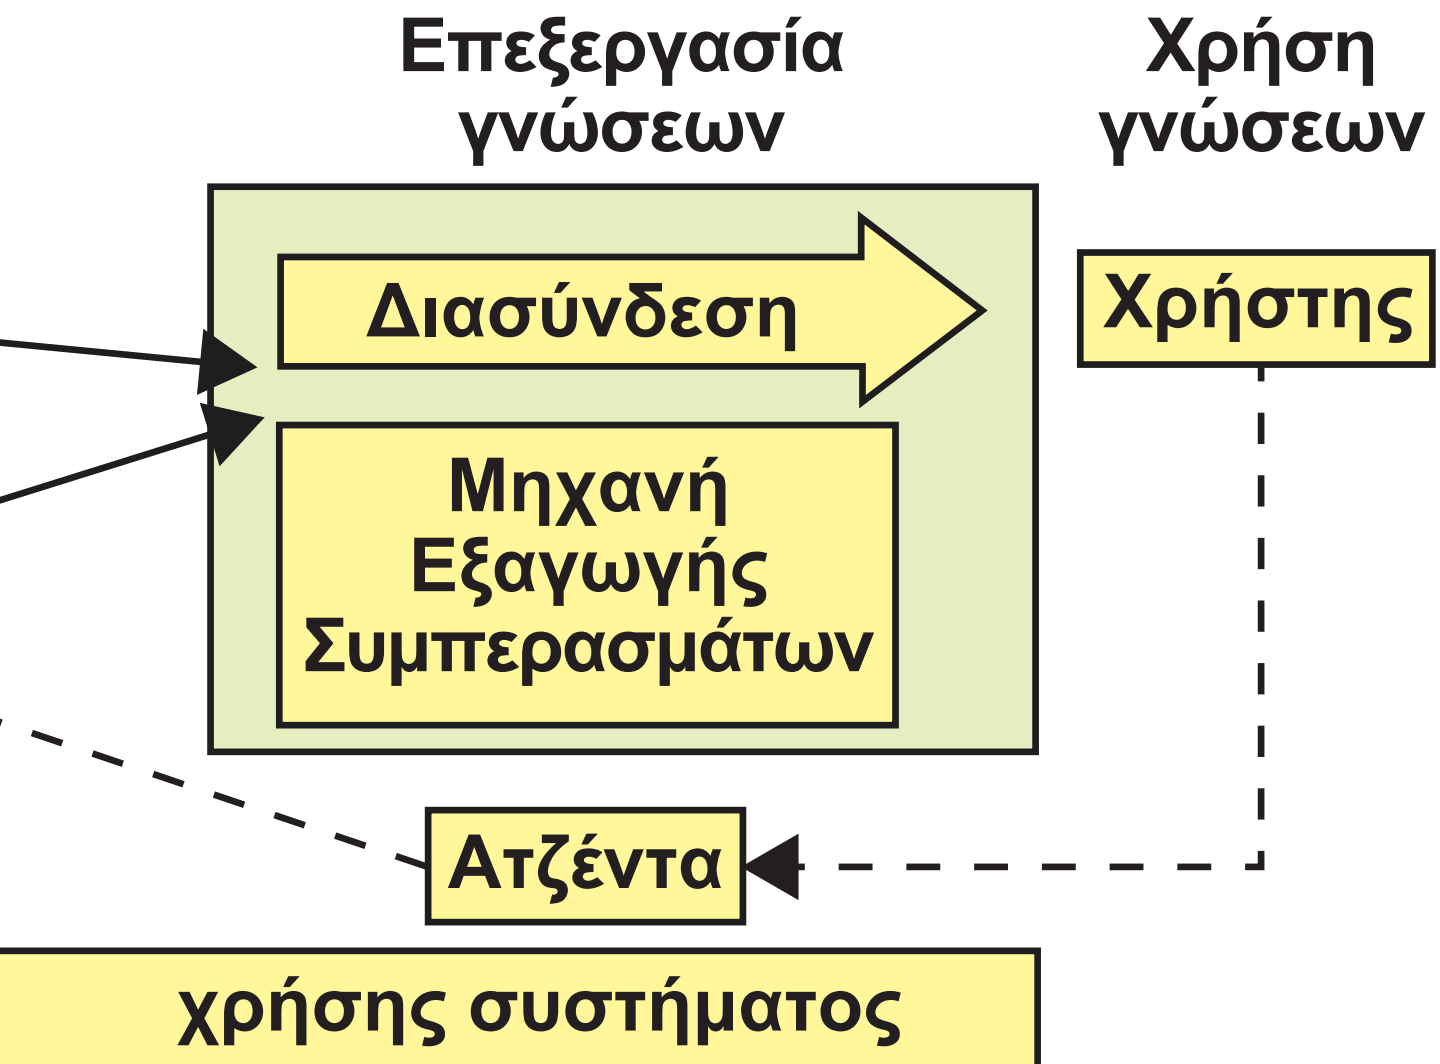 Επεξεργασία
γνώσεων
Χρήση
γνώσεων
Διασύνδεση
Χρήστης
Μηχανή
Εξαγωγής
Συμπερασμάτων
Ατζέντα
χρήσης συστήματος